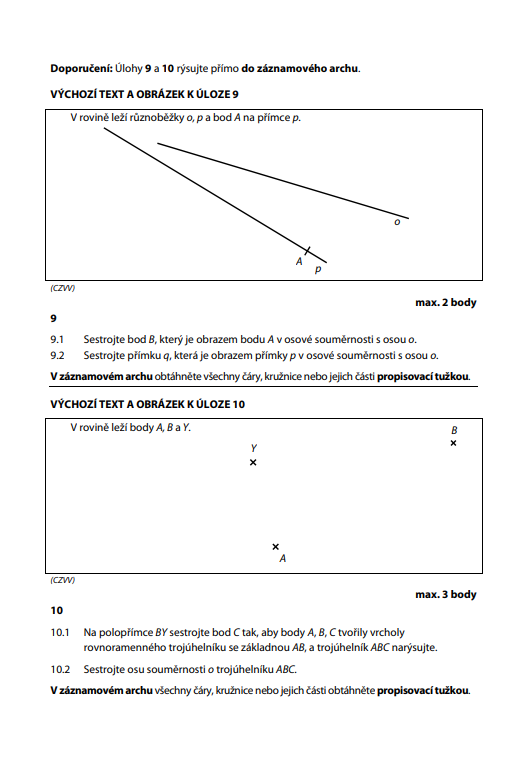 Doporučení: Úlohy 9 a 10 rýsujte přímo do záznamového archu.
VÝCHOZÍ TEXT A OBRÁZEK K ÚLOZE 9
V rovině leží různoběžky o, p a bod A na přímce p.
o
A
p
(CZVV)
max. 2 body
9
9.1 Sestrojte bod B, který je obrazem bodu A v osové souměrnosti s osou o.
9.2 Sestrojte přímku q, která je obrazem přímky p v osové souměrnosti s osou o.
V záznamovém archu obtáhněte všechny čáry, kružnice nebo jejich části propisovací tužkou.
VÝCHOZÍ TEXT A OBRÁZEK K ÚLOZE 10
V rovině leží body A, B a Y.
B
Y
A
(CZVV)
max. 3 body
10
10.1 Na polopřímce BY sestrojte bod C tak, aby body A, B, C tvořily vrcholy
rovnoramenného trojúhelníku se základnou AB, a trojúhelník ABC narýsujte.
10.2 Sestrojte osu souměrnosti o trojúhelníku ABC.
V záznamovém archu všechny čáry, kružnice nebo jejich části obtáhněte propisovací tužkou.